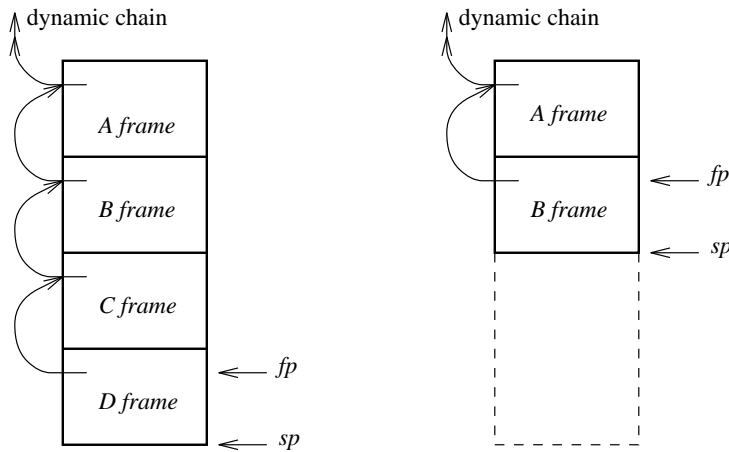 dynamic chain
A frame
B frame
C frame
D frame
fp
sp
dynamic chain
A frame
B frame
fp
sp